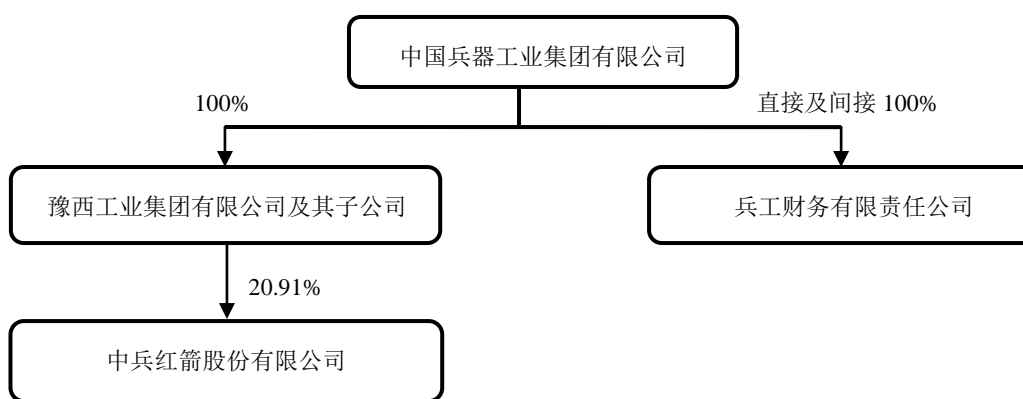 中国兵器工业集团有限公司
100%
直接及间接 100%
豫西工业集团有限公司及其子公司
兵工财务有限责任公司
20.91%
中兵红箭股份有限公司